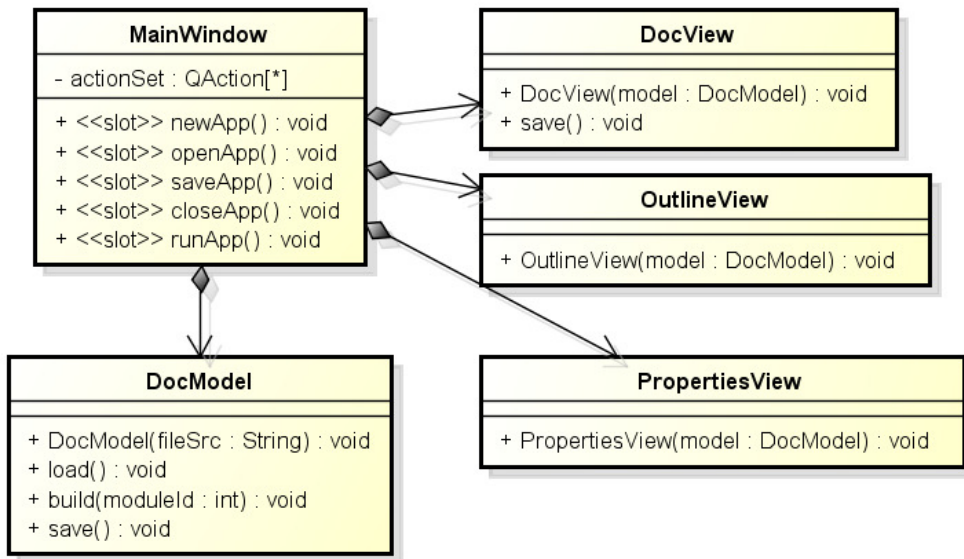 MainWindow
- actionSet : QAction[*]
+ <<slot>> newApp() : void
+ <<slot>> openApp() : void
+ <<slot>> saveApp() : void
+ <<slot>> closeApp() : void
+ <<slot>> runApp() : void
DocView
+ DocView(model : DocModel) : void
+ save() : void
OutlineView
+ OutlineView(model : DocModel) : void
DocModel
+ DocModel(fileSrc : String) : void
+ load() : void
+ build(moduleId : int) : void
+ save() : void
PropertiesView
+ PropertiesView(model : DocModel) : void